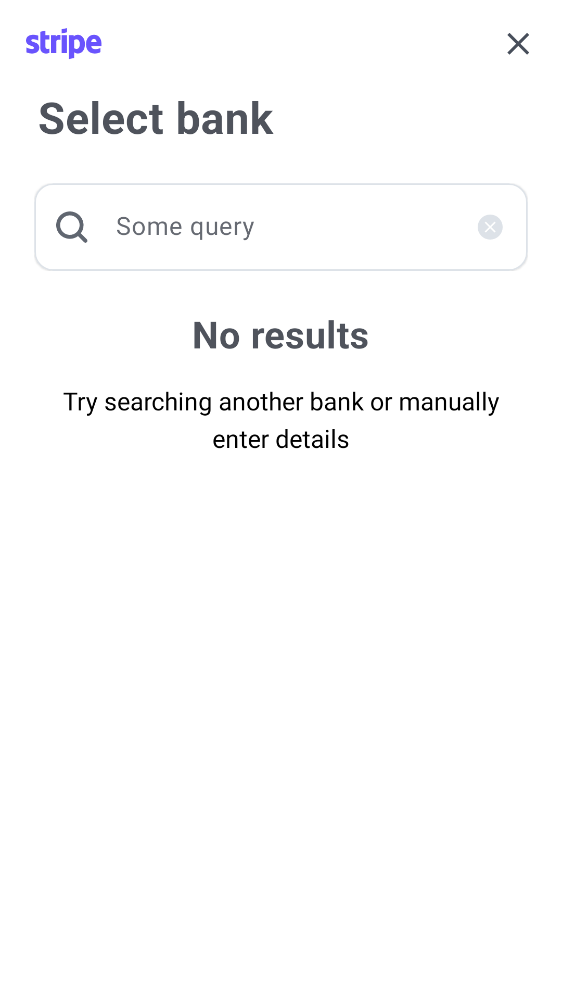 stripe
Select bank
Some query
No results
Try searching another bank or manually
enter details